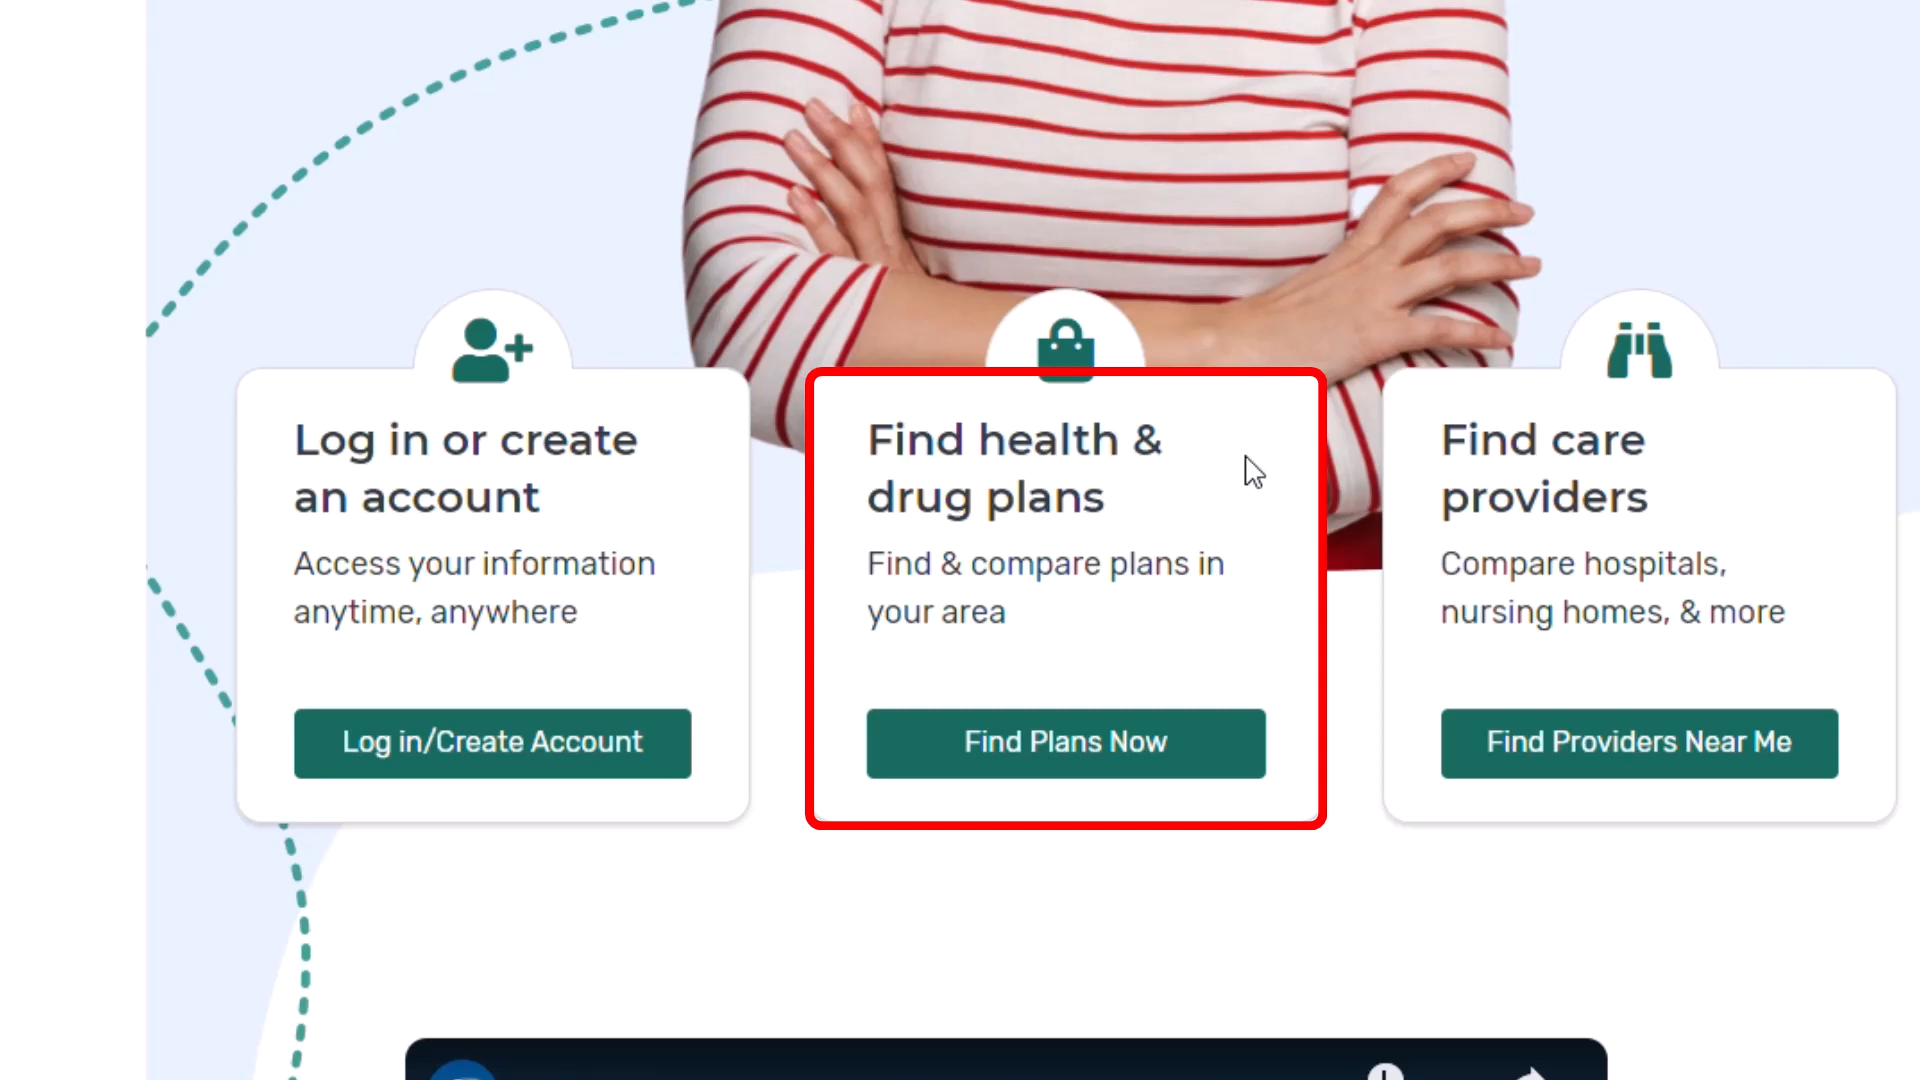 Log in or create
an account
Access your information
anytime, anywhere
Log in/Create Account
Find health &
drug plans
Find & compare plans in
your area
Find Plans Now
Find care
providers
Compare hospitals,
nursing homes, & more
Find Providers Near Me